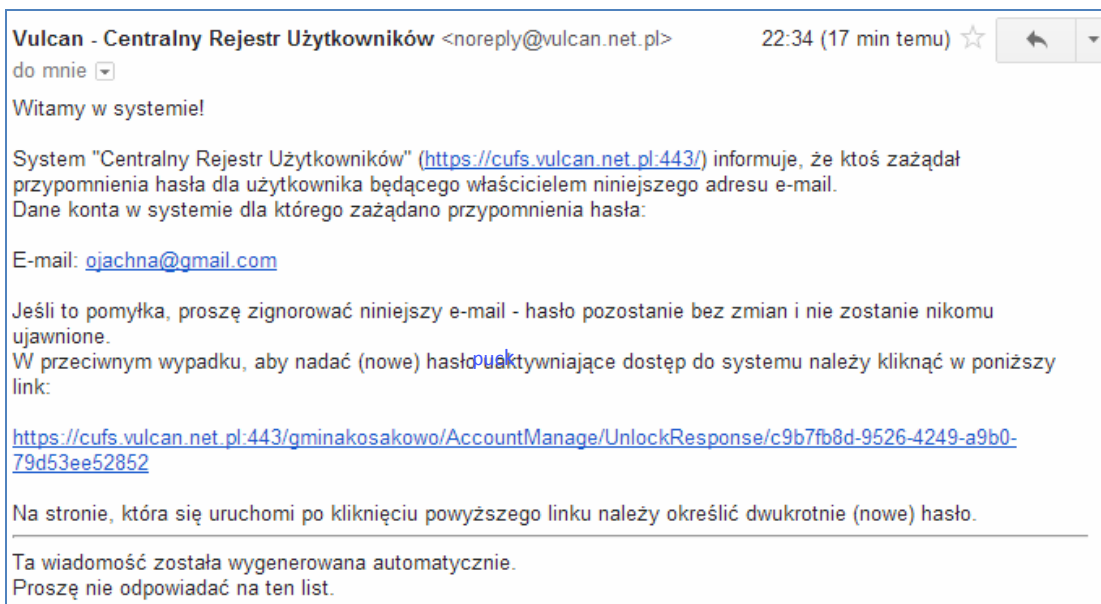 Vulcan - Centralny Rejestr Użytkowników <noreply@vulcan.net.pl> 22:34 (17 min temu)
do mnie
Witamy w systemie!
System "Centralny Rejestr Użytkowników" (https://cufs.vulcan.net.pl:443/) informuje, że ktoś zażądał
przypomnienia hasła dla użytkownika będącego właścicielem niniejszego adresu e-mail.
Dane konta w systemie dla którego zażądano przypomnienia hasła:
E-mail: ojachna@gmail.com
Jeśli to pomyłka, proszę zignorować niniejszy e-mail - hasło pozostanie bez zmian i nie zostanie nikomu
ujawnione.
W przeciwnym wypadku, aby nadać (nowe) hasło uaktywniające dostęp do systemu należy kliknąć w poniższy
puck
link:
https://cufs.vulcan.net.pl:443/gminakosakowo/AccountManage/UnlockResponse/c9b7fb8d-9526-4249-a9b0-
79d53ee52852
Na stronie, która się uruchomi po kliknięciu powyższego linku należy określić dwukrotnie (nowe) hasło.
Ta wiadomość została wygenerowana automatycznie.
Proszę nie odpowiadać na ten list.